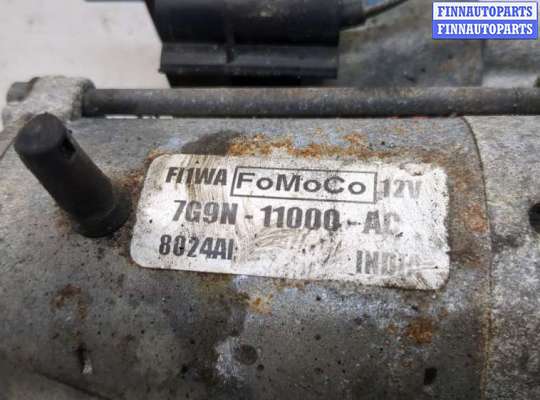 FINNAUTOPARTS
FINNAUTOPARTS
FI1WA FoMoCo 12V
7G9N-11000-AC
8024AI INDIA